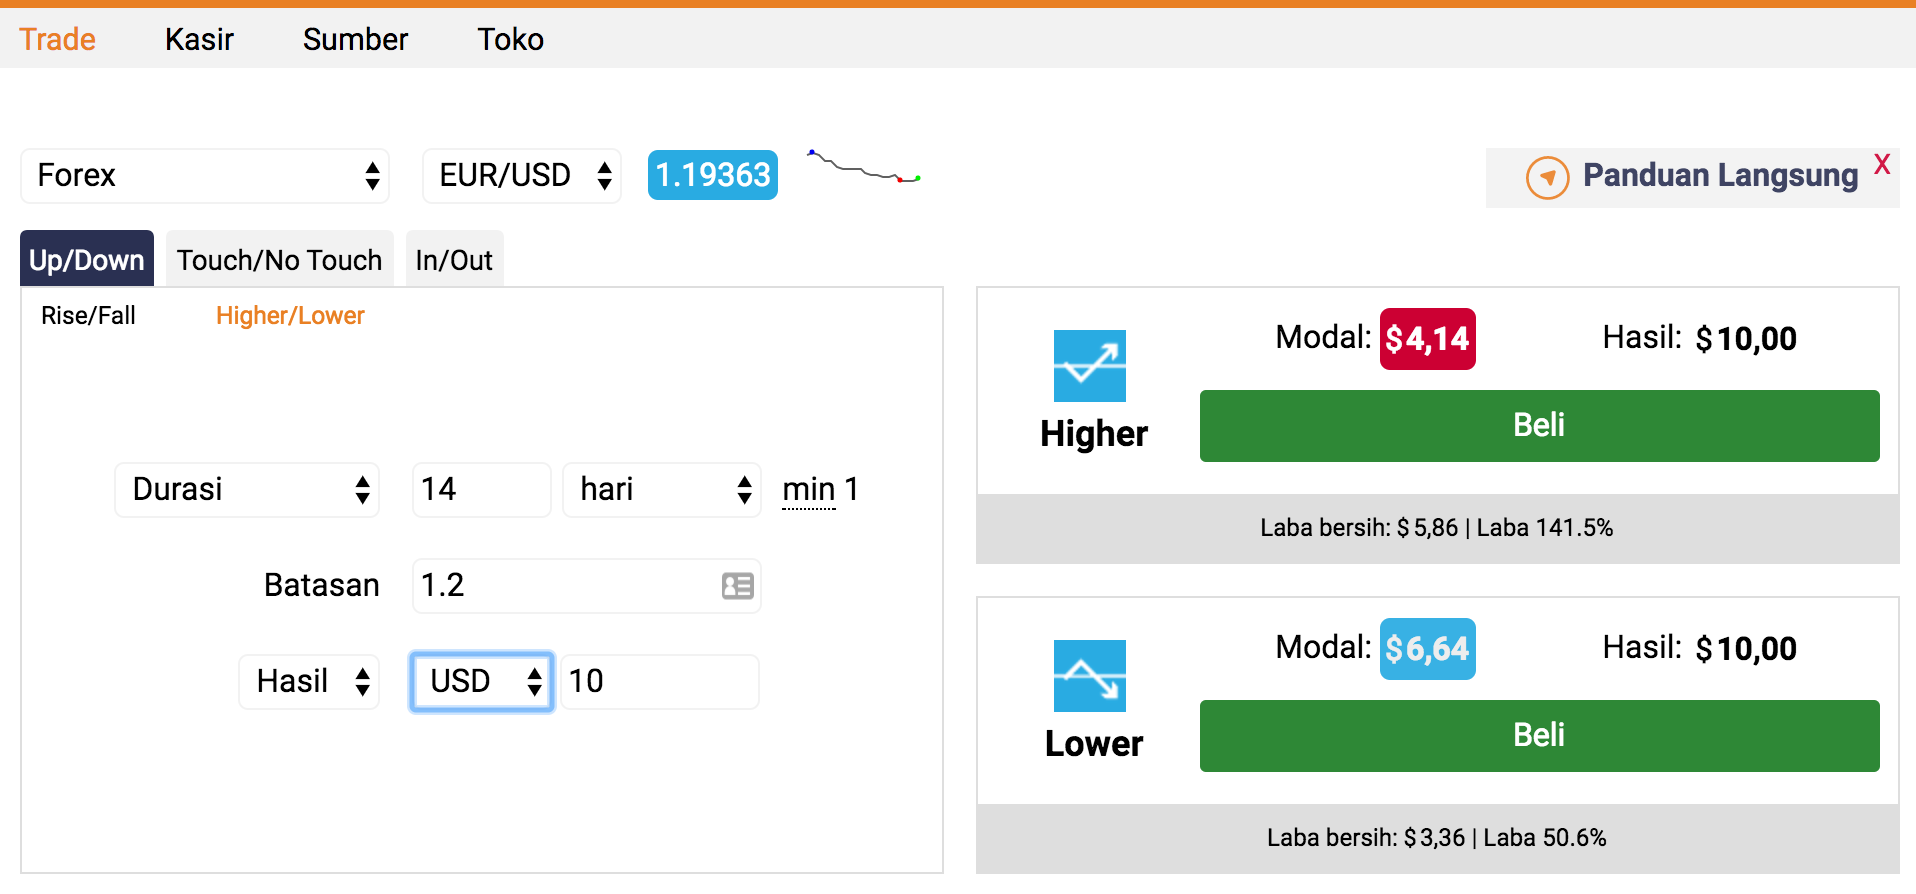 Trade Kasir Sumber Toko
Forex EUR/USD 1.19363
Panduan Langsung X
Up/Down Touch/No Touch In/Out
Rise/Fall Higher/Lower
Durasi 14 hari min 1
Batasan 1.2
Hasil USD 10
Higher
Modal: $4,14 Hasil: $10,00
Beli
Laba bersih: $5,86 | Laba 141.5%
Lower
Modal: $6,64 Hasil: $10,00
Beli
Laba bersih: $3,36 | Laba 50.6%